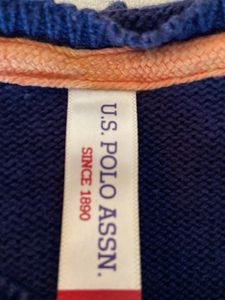 U.S. POLO ASSN.
SINCE 1890